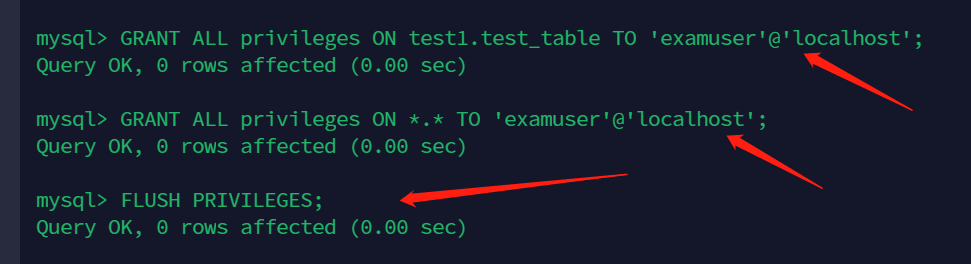 mysql> GRANT ALL privileges ON test1.test_table TO 'examuser'@'localhost';
Query OK, 0 rows affected (0.00 sec)
mysql> GRANT ALL privileges ON *.* TO 'examuser'@'localhost';
Query OK, 0 rows affected (0.00 sec)
mysql> FLUSH PRIVILEGES;
Query OK, 0 rows affected (0.00 sec)